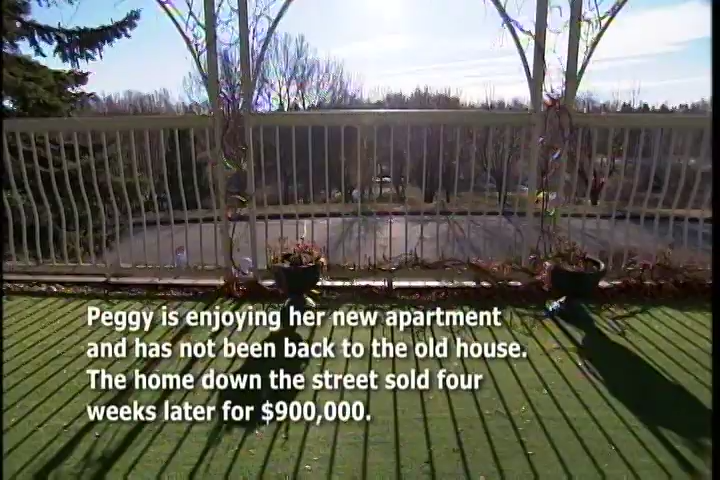 Peggy is enjoying her new apartment
and has not been back to the old house.
The home down the street sold four
weeks later for $900,000.